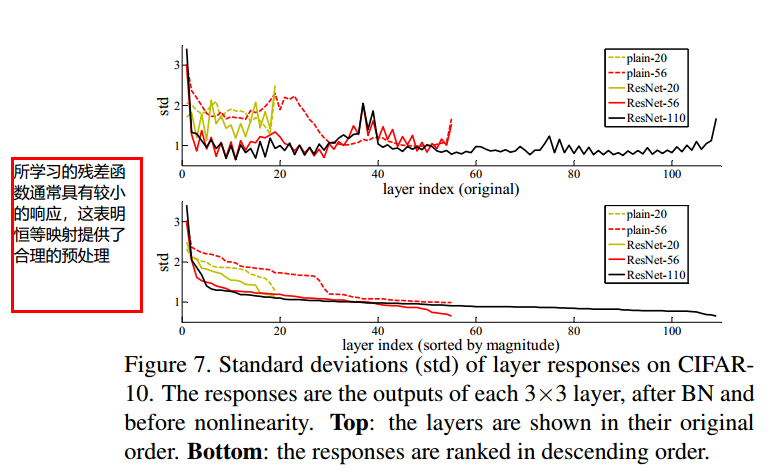 3
2
1
std
plain-20
plain-56
ResNet-20
ResNet-56
ResNet-110
0 20 40 60 80 100
layer index (original)
所学习的残差函
数通常具有较小
的响应，这表明
恒等映射提供了
合理的预处理
3
2
1
std
plain-20
plain-56
ResNet-20
ResNet-56
ResNet-110
0 20 40 60 80 100
layer index (sorted by magnitude)
Figure 7. Standard deviations (std) of layer responses on CIFAR-
10. The responses are the outputs of each 3×3 layer, after BN and
before nonlinearity. Top: the layers are shown in their original
order. Bottom: the responses are ranked in descending order.